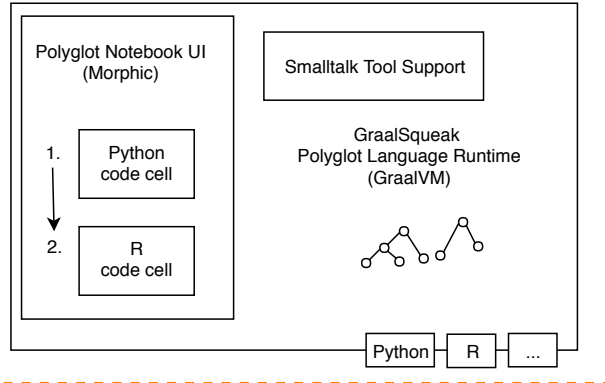 Polyglot Notebook UI
(Morphic)
1.
Python
code cell
2.
R
code cell
Smalltalk Tool Support
GraalSqueak
Polyglot Language Runtime
(GraalVM)
Python
R
...